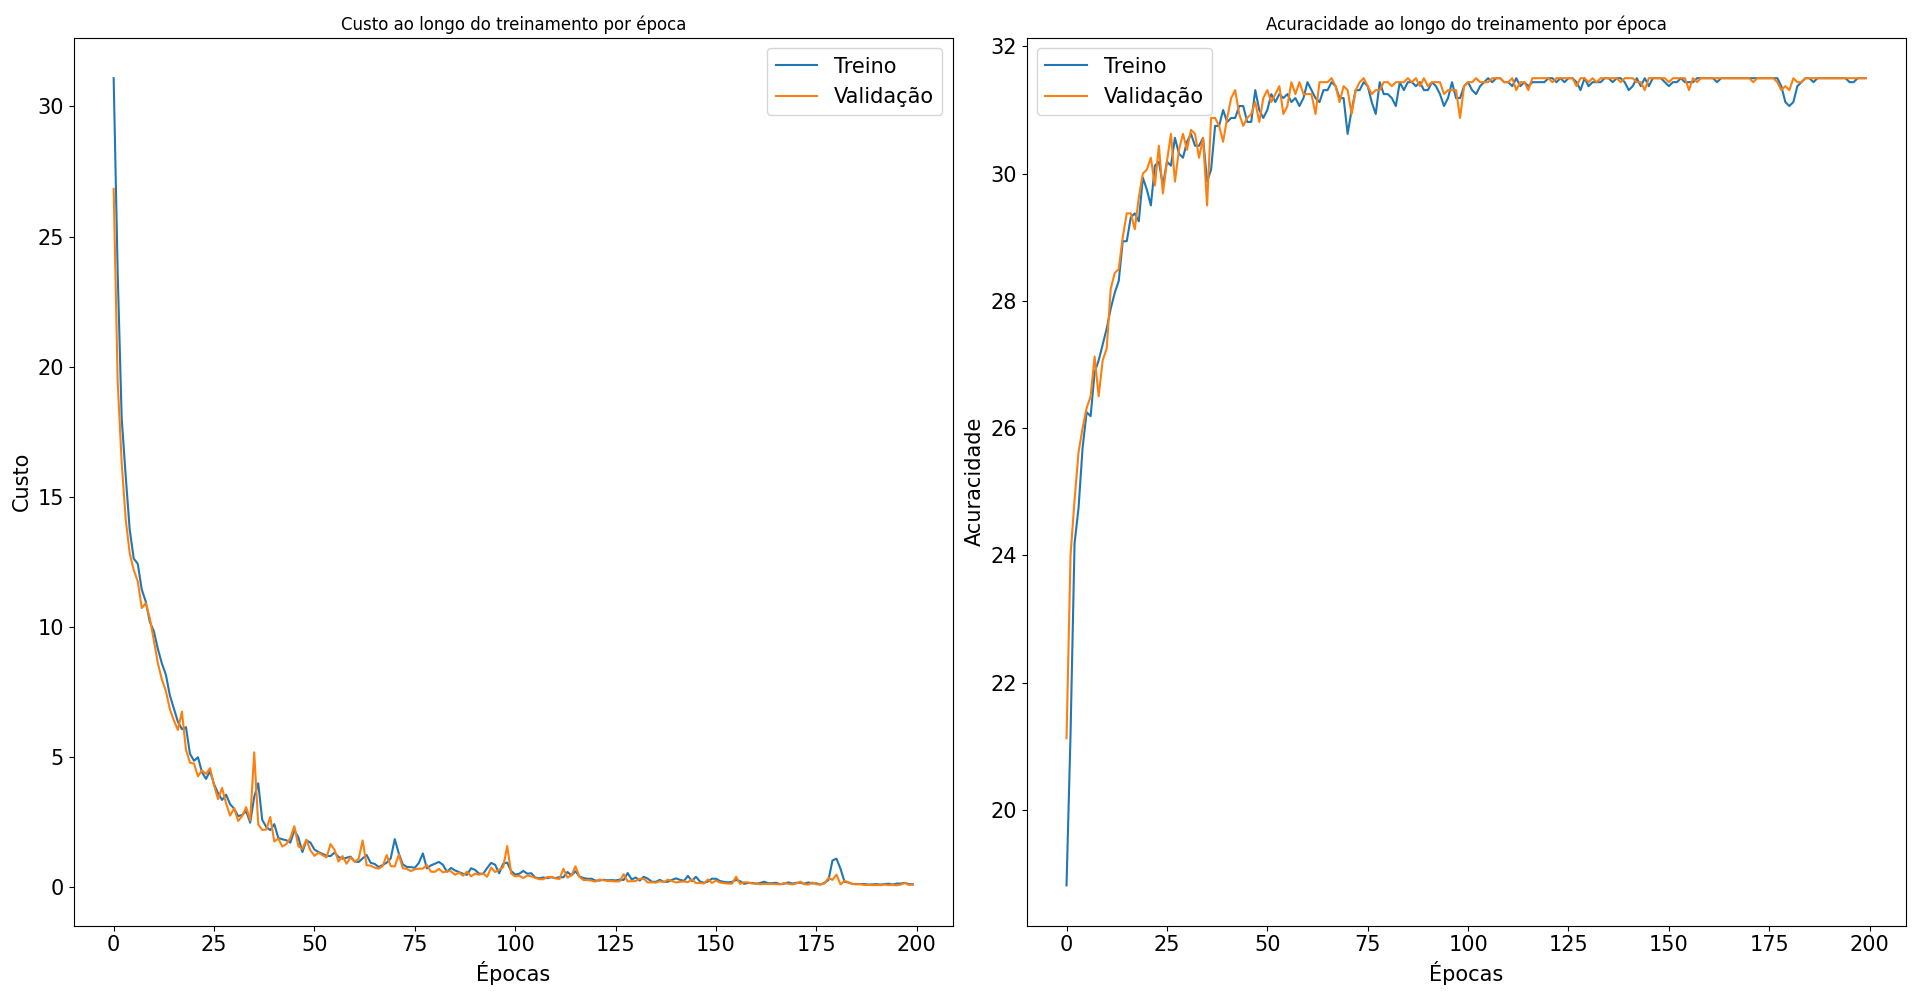 Custo ao longo do treinamento por época
Treino
Validação
30
25
20
15
10
5
0
Custo
0 25 50 75 100 125 150 175 200
Épocas
Acuracidade ao longo do treinamento por época
Treino
Validação
32
30
28
26
24
22
20
Acuracidade
0 25 50 75 100 125 150 175 200
Épocas